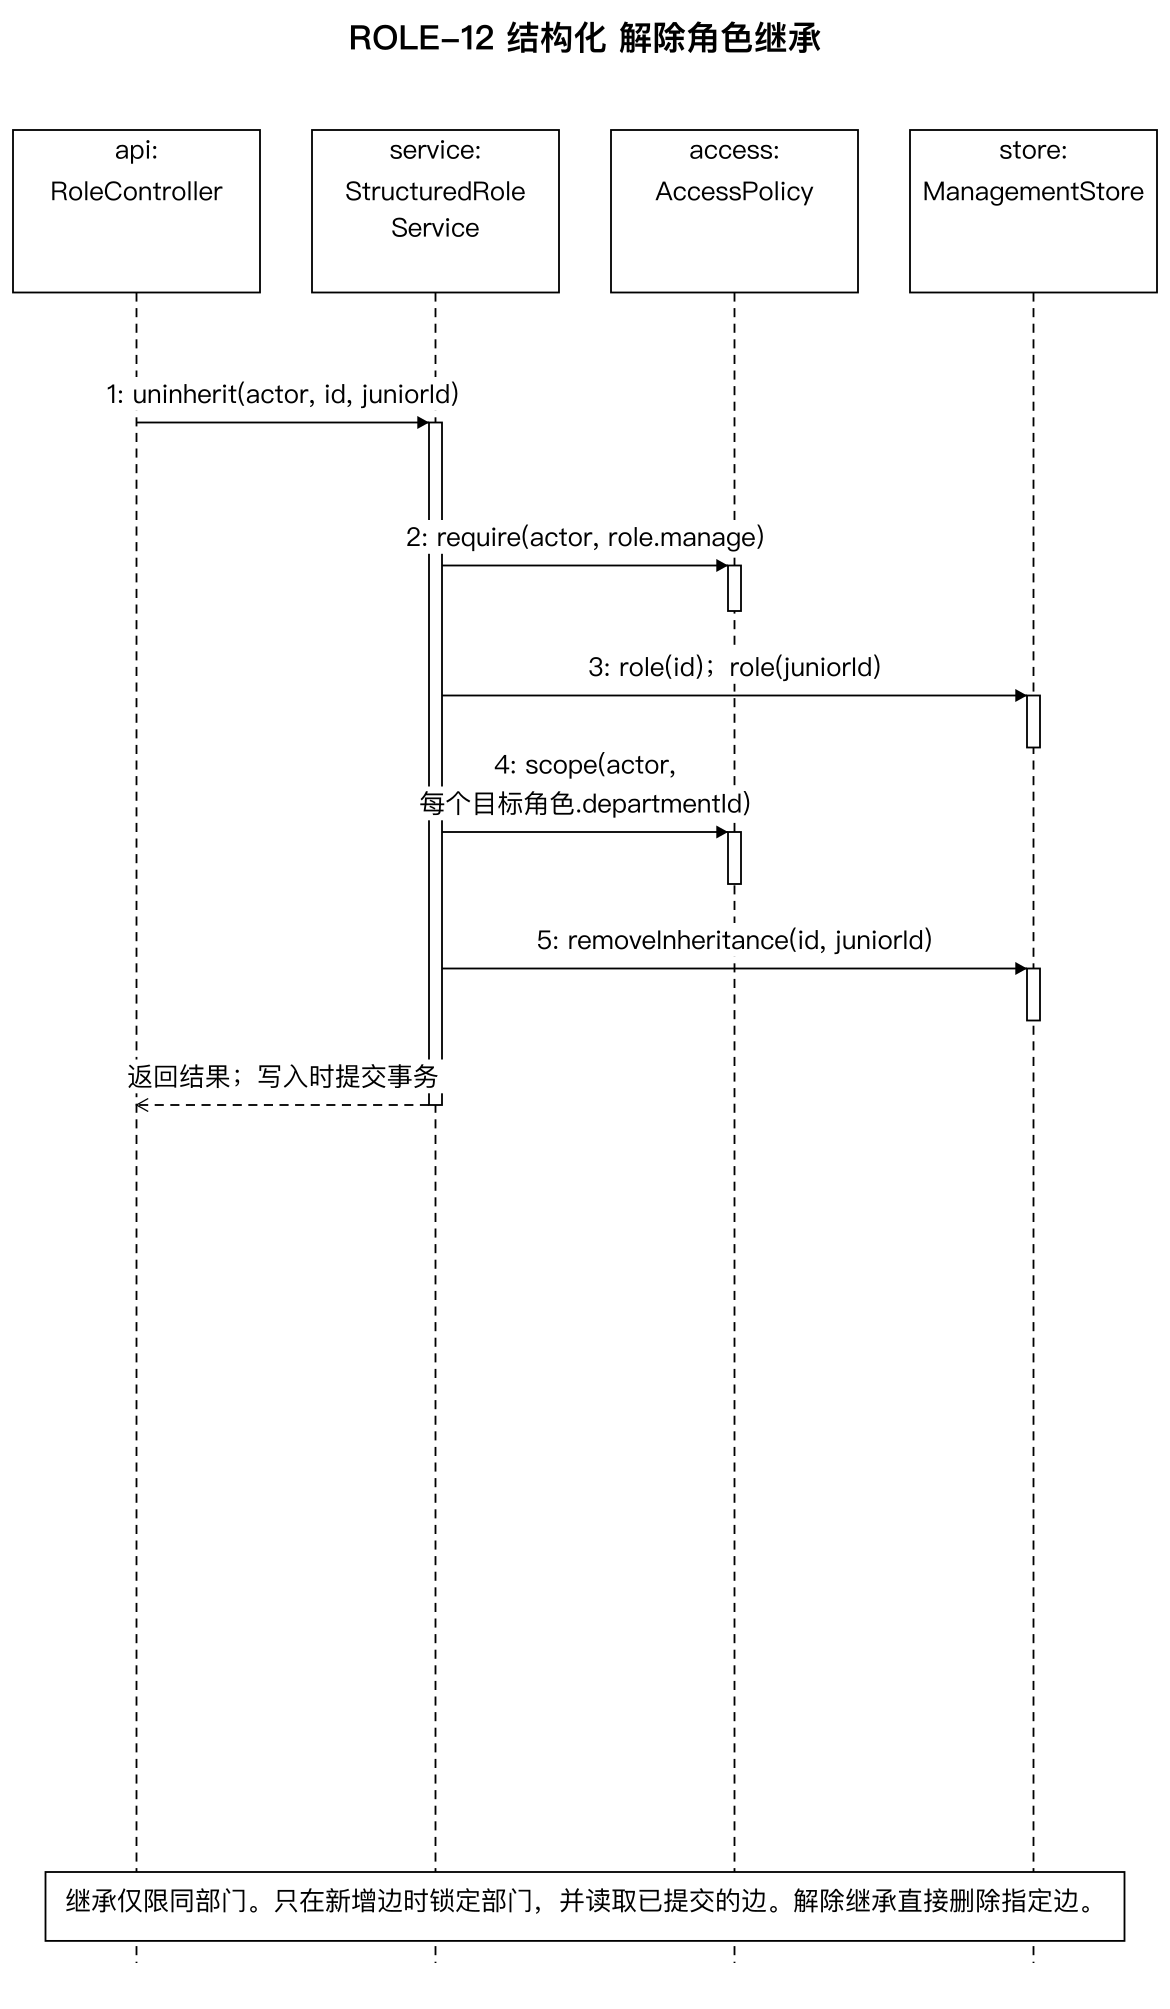 ROLE–12 结构化 解除角色继承
api:
RoleController
service:
StructuredRole
Service
access:
AccessPolicy
store:
ManagementStore
1: uninherit(actor, id, juniorId)
2: require(actor, role.manage)
3: role(id)；role(juniorId)
4: scope(actor,
每个目标角色.departmentId)
5: removeInheritance(id, juniorId)
返回结果；写入时提交事务
继承仅限同部门。只在新增边时锁定部门，并读取已提交的边。解除继承直接删除指定边。